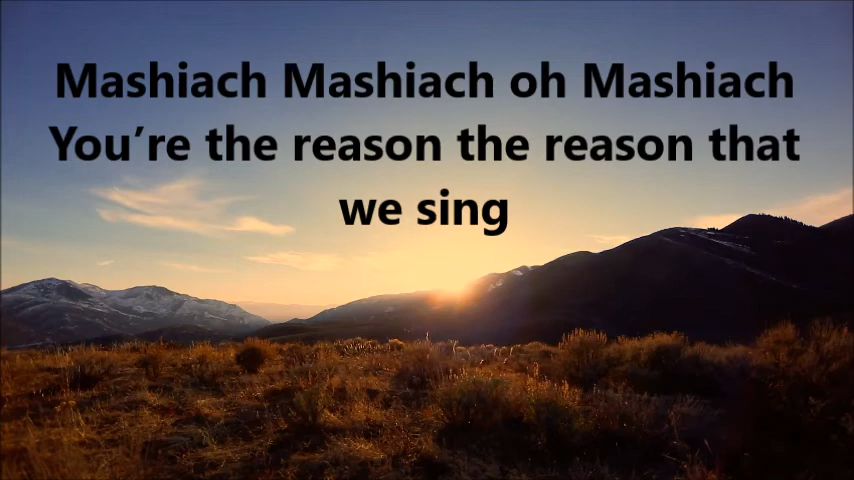 Mashiach Mashiach oh Mashiach
You’re the reason the reason that
we sing